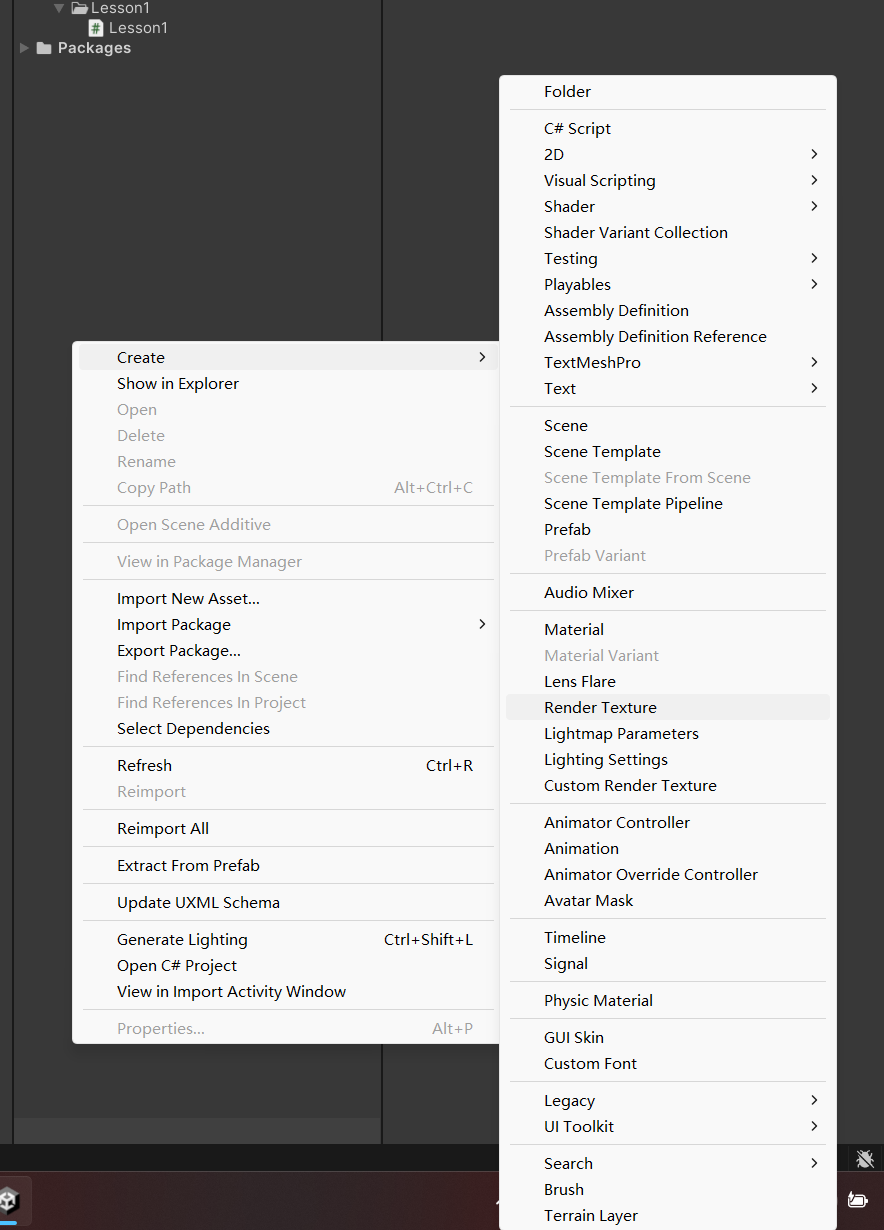 Lesson1
Lesson1
Packages
Create
Show in Explorer
Open
Delete
Rename
Copy Path Alt+Ctrl+C
Open Scene Additive
View in Package Manager
Import New Asset...
Import Package
Export Package...
Find References In Scene
Find References In Project
Select Dependencies
Refresh Ctrl+R
Reimport
Reimport All
Extract From Prefab
Update UXML Schema
Generate Lighting Ctrl+Shift+L
Open C# Project
View in Import Activity Window
Properties... Alt+P
Folder
C# Script
2D
Visual Scripting
Shader
Shader Variant Collection
Testing
Playables
Assembly Definition
Assembly Definition Reference
TextMeshPro
Text
Scene
Scene Template
Scene Template From Scene
Scene Template Pipeline
Prefab
Prefab Variant
Audio Mixer
Material
Material Variant
Lens Flare
Render Texture
Lightmap Parameters
Lighting Settings
Custom Render Texture
Animator Controller
Animation
Animator Override Controller
Avatar Mask
Timeline
Signal
Physic Material
GUI Skin
Custom Font
Legacy
UI Toolkit
Search
Brush
Terrain Layer